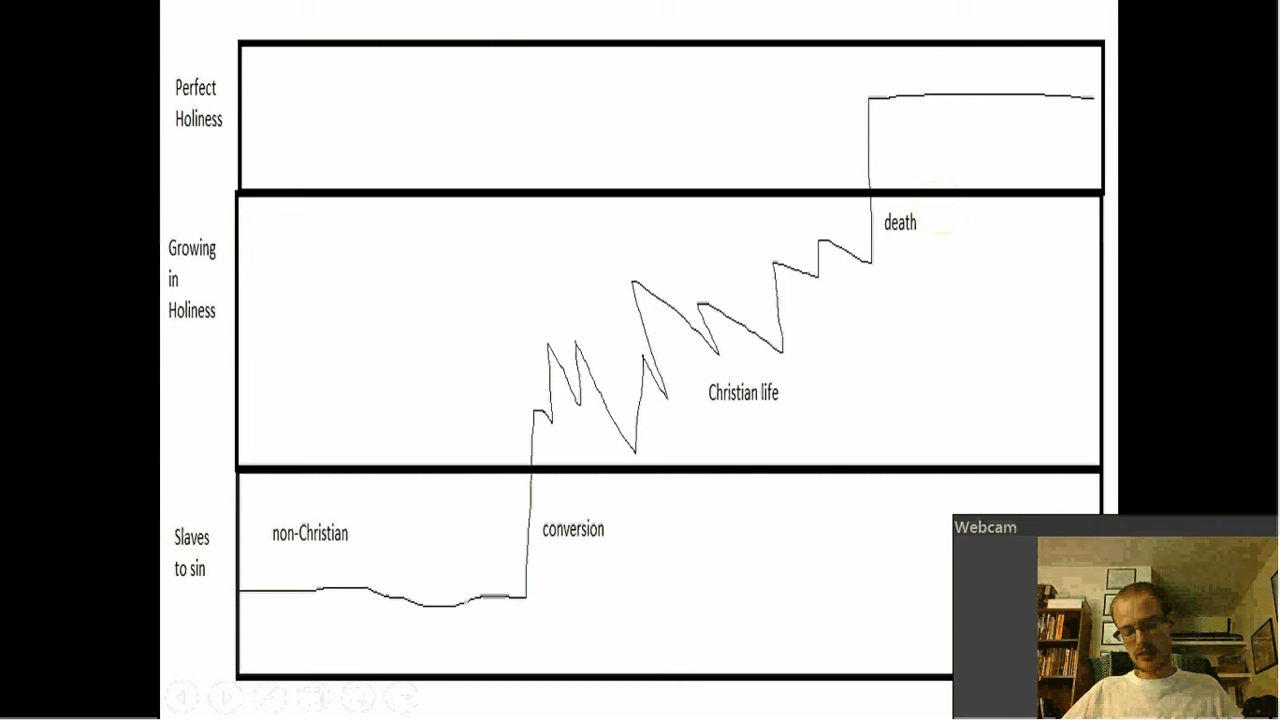 Perfect
Holiness
death
Growing
in
Holiness
Christian life
Slaves
to sin
non-Christian
conversion
Webcam